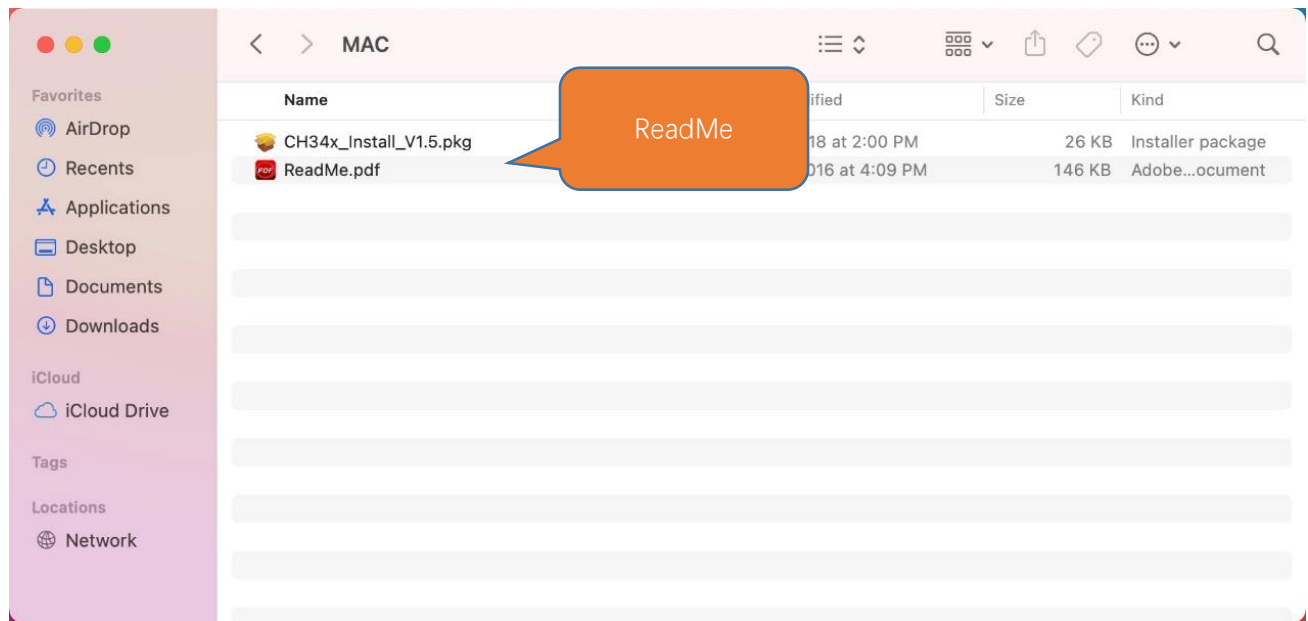 MAC
Favorites
AirDrop
Recents
Applications
Desktop
Documents
Downloads
iCloud
iCloud Drive
Tags
Locations
Network
Name ified Size Kind
CH34x_Install_V1.5.pkg 18 at 2:00 PM 26 KB Installer package
ReadMe.pdf 016 at 4:09 PM 146 KB Adobe...ocument
ReadMe